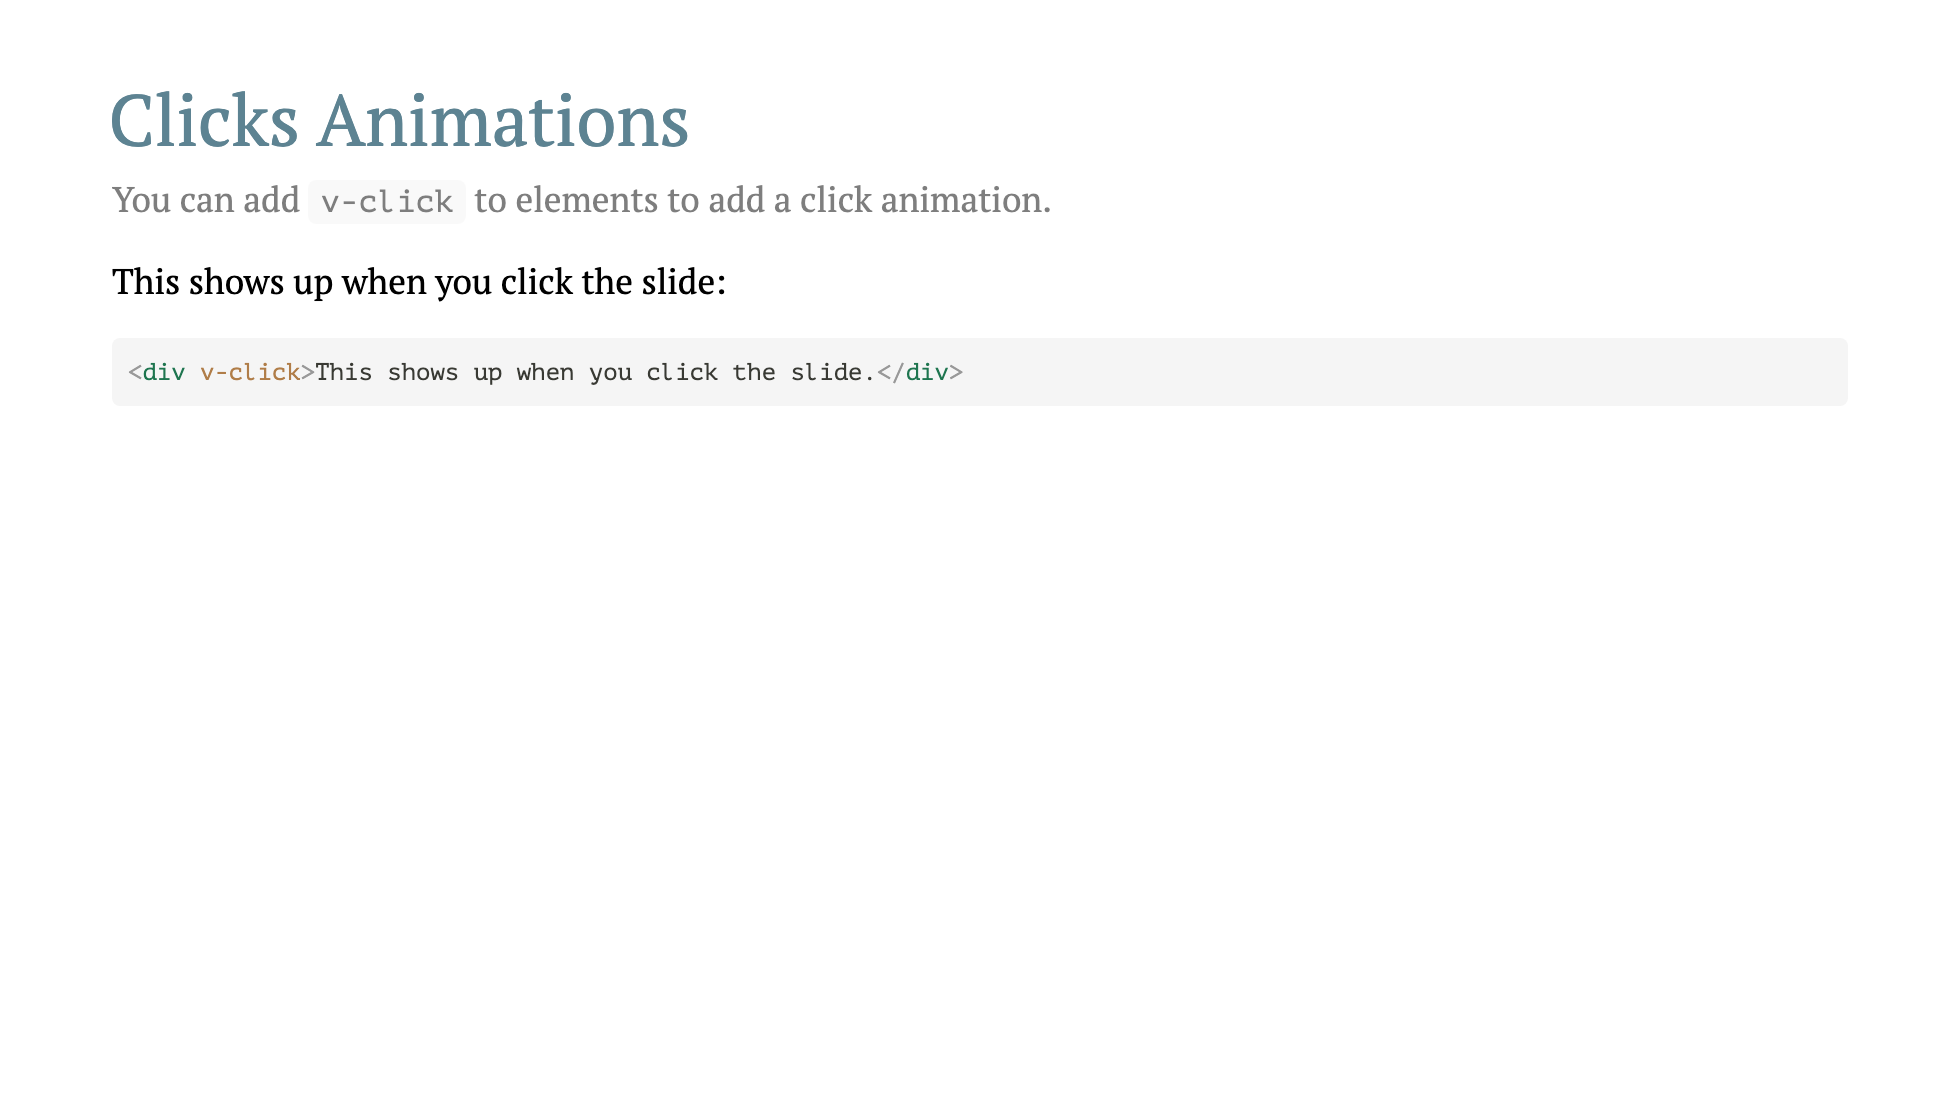 Clicks Animations
You can add v-click to elements to add a click animation.
This shows up when you click the slide:
<div v-click>This shows up when you click the slide.</div>